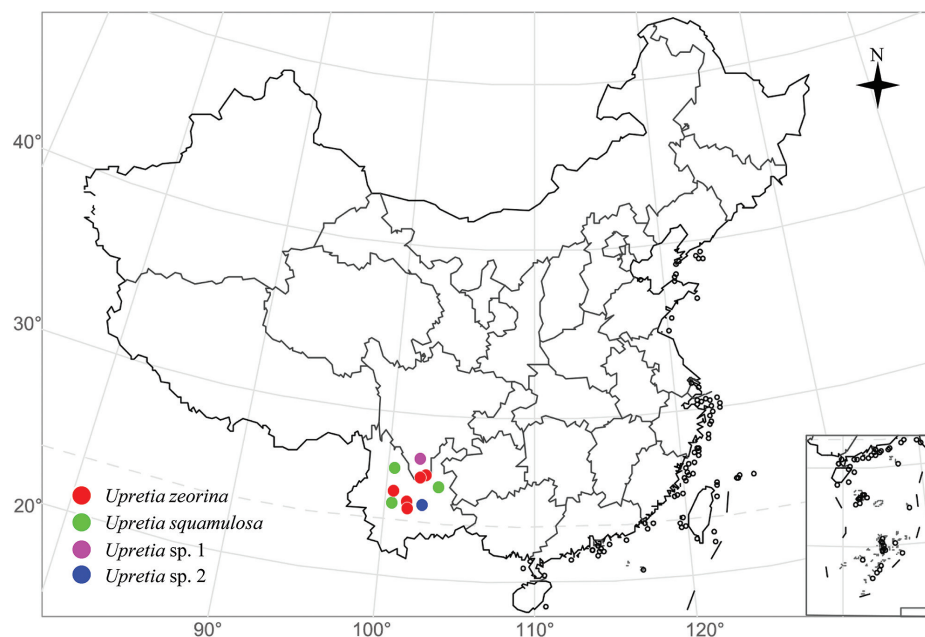 N
40°
30°
20°
Upretia zeorina
Upretia squamulosa
Upretia sp. 1
Upretia sp. 2
90°
100°
110°
120°